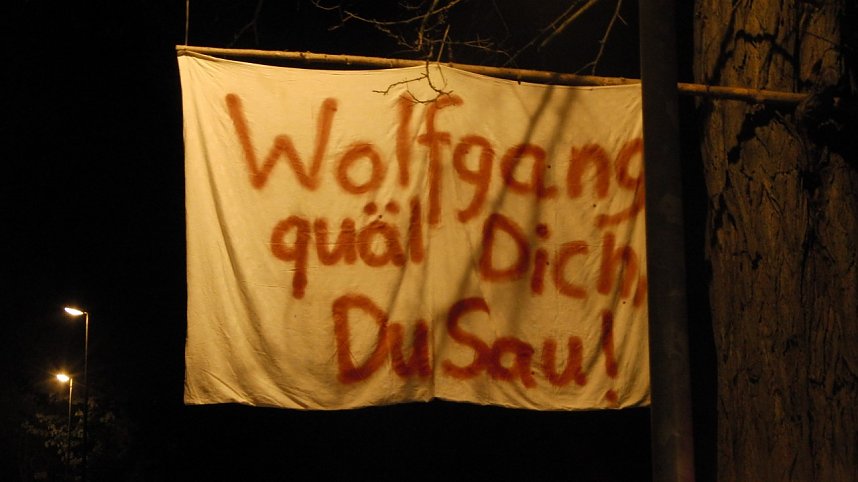 Wolfgang
quäl Dich,
Du Sau!